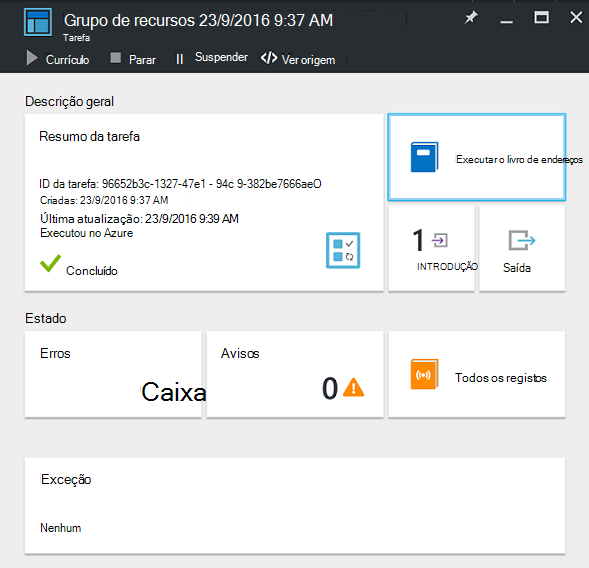 Grupo de recursos 23/9/2016 9:37 AM
Tarefa
Currículo Parar Suspender Ver origem
Descrição geral
Resumo da tarefa
Executar o livro de endereços
ID da tarefa: 96652b3c-1327-47e1 - 94c 9-382be7666aeO
Criadas: 23/9/2016 9:37 AM
Última atualização: 23/9/2016 9:39 AM
Executou no Azure
Concluído
1
INTRODUÇÃO
Saída
Estado
Erros
Caixa
Avisos
0
Todos os registos
Exceção
Nenhum